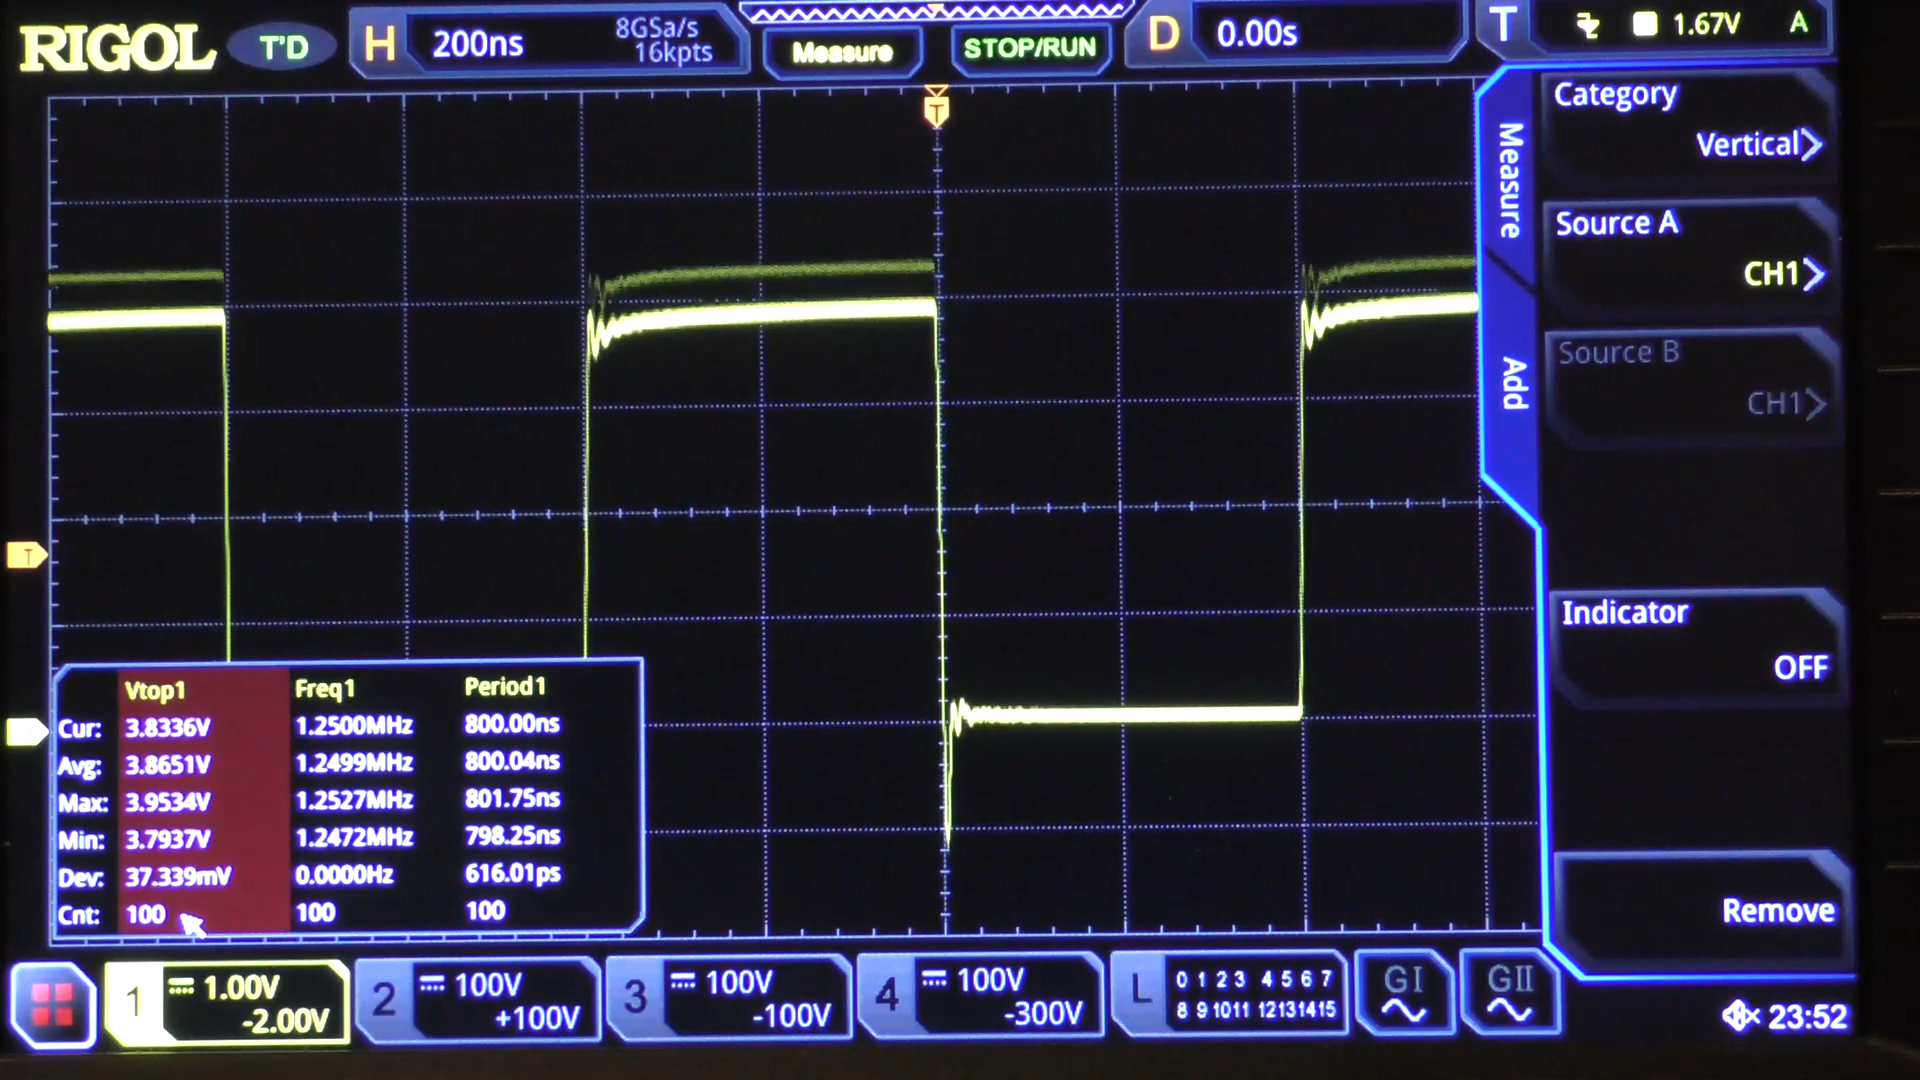 RIGOL T'D H 200ns 8GSa/s Measure STOP/RUN D 0.00s T 1.67V A
16kpts
T
Category
Vertical
Measure
Source A
CH1
Source B
CH1
Add
T
Indicator
OFF
Vtop1 Freq1 Period1
Cur: 3.8336V 1.2500MHz 800.00ns
Avg: 3.8651V 1.2499MHz 800.04ns
Max: 3.9534V 1.2527MHz 801.75ns
Min: 3.7937V 1.2472MHz 798.25ns
Dev: 37.339mV 0.0000Hz 616.01ps
Cnt: 100 100 100
Remove
1 1.00V 2 100V 3 100V 4 100V L 0 1 2 3 4 5 6 7 GI GII
-2.00V +100V -100V -300V 8 9 10 11 12 13 14 15
23:52